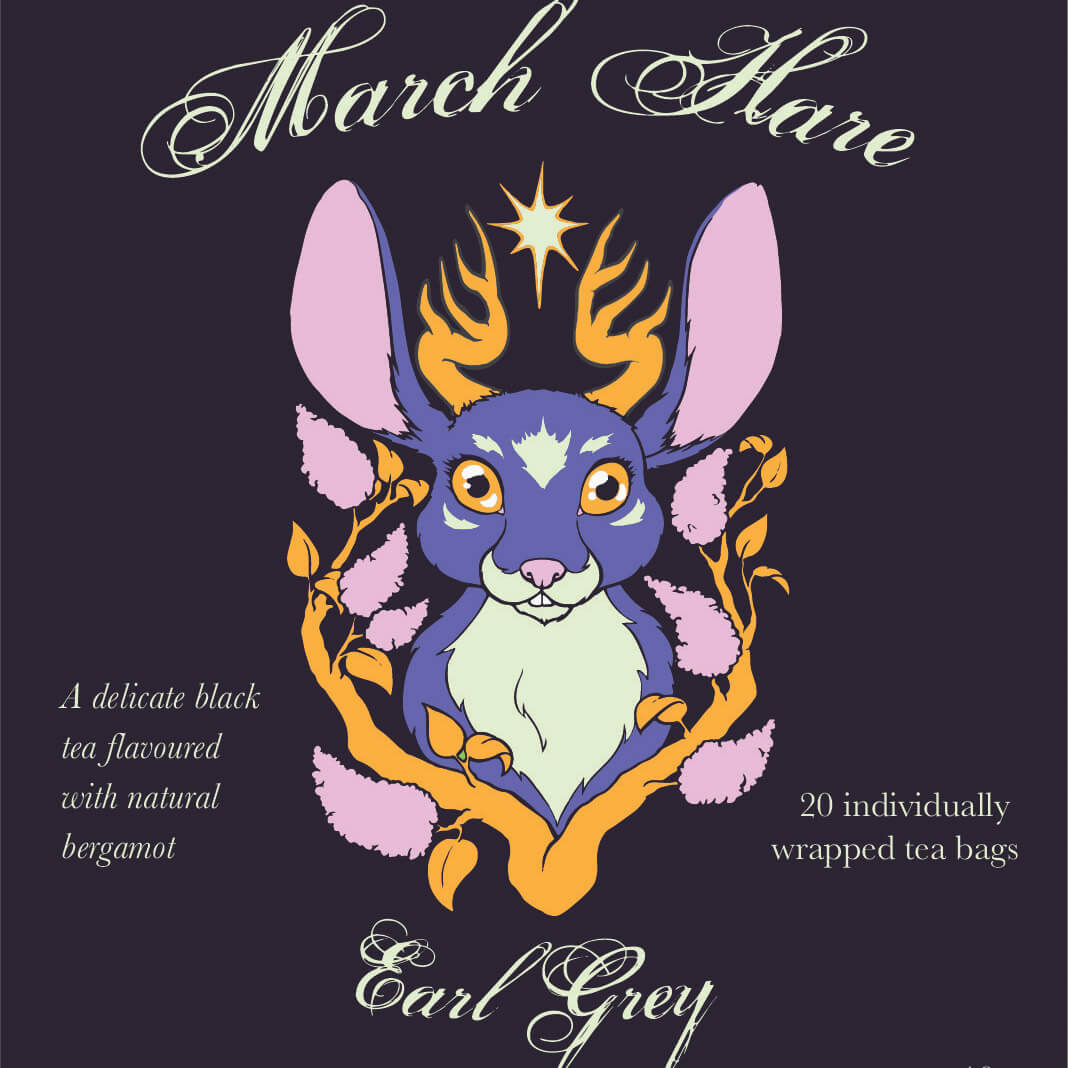 March Hare
A delicate black
tea flavoured
with natural
bergamot
20 individually
wrapped tea bags
Earl Grey